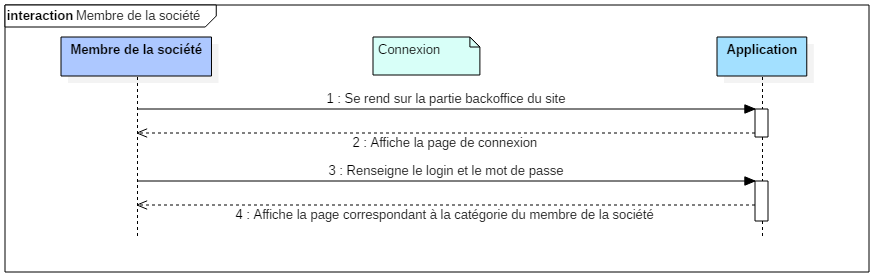 interaction Membre de la société
Membre de la société
Connexion
Application
1 : Se rend sur la partie backoffice du site
2 : Affiche la page de connexion
3 : Renseigne le login et le mot de passe
4 : Affiche la page correspondant à la catégorie du membre de la société